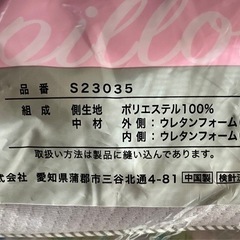 pillow
品番 S23035
組成 側生地 ポリエステル100%
中材 外側:ウレタンフォーム
内側:ウレタンフォーム
取扱い方法は製品に縫い込んであります。
式会社 愛知県蒲郡市三谷北通4-81 中国製 検針済